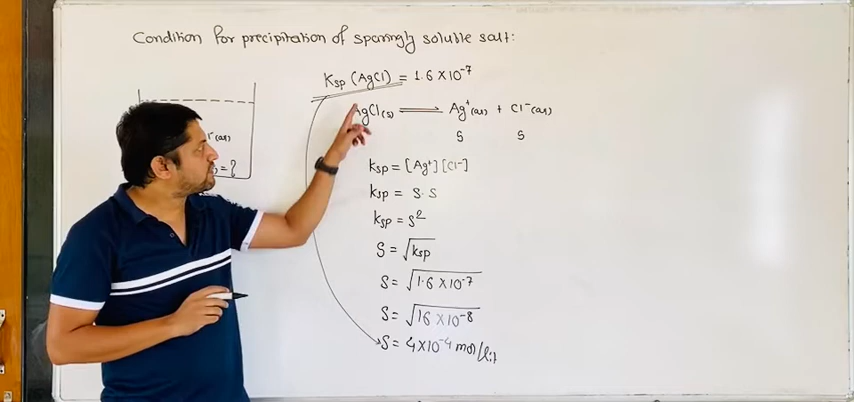 Condition for precipitation of sparingly soluble salt:
Ksp (AgCl) = 1.6 X 10⁻⁷
AgCl(s) ⇌ Ag⁺(aq) + Cl⁻(aq)
S S
(aq)
= ?
Ksp = [Ag⁺] [Cl⁻]
Ksp = S. S
Ksp = S²
S = √Ksp
S = √1.6 X 10⁻⁷
S = √16 X 10⁻⁸
S = 4 X 10⁻⁴ mol/lit